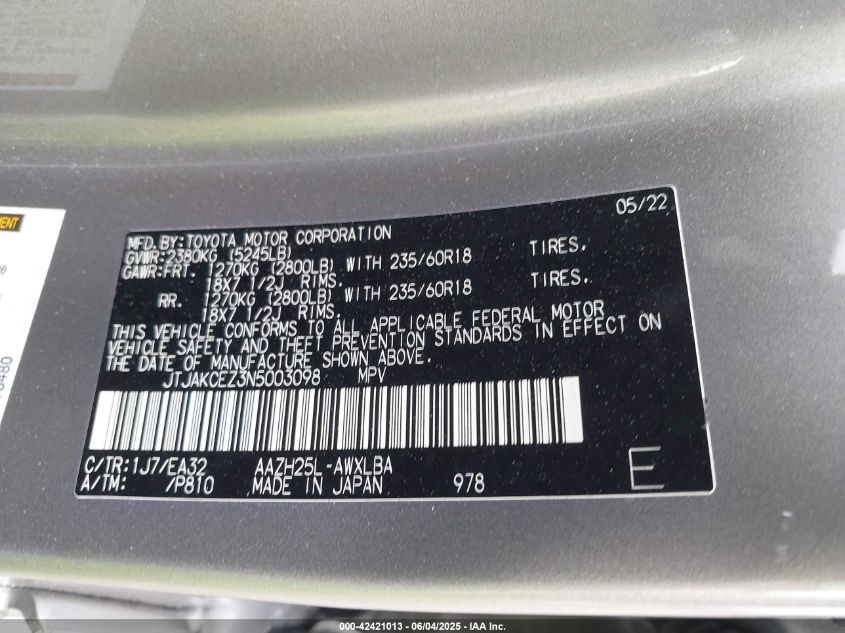 MENT
6480
05/22
MFD.BY:TOYOTA MOTOR CORPORATION
GVWR:2380KG (5245LB)
GAWR:FRT. 1270KG (2800LB) WITH 235/60R18 TIRES.
18X7 1/2J RIMS.
RR. 1270KG (2800LB) WITH 235/60R18 TIRES.
18X7 1/2J RIMS.
THIS VEHICLE CONFORMS TO ALL APPLICABLE FEDERAL MOTOR
VEHICLE SAFETY AND THEFT PREVENTION STANDARDS IN EFFECT ON
THE DATE OF MANUFACTURE SHOWN ABOVE.
JTJAKCEZ3N5003098 MPV
C/TR:1J7/EA32 AAZH25L-AWXLBA
A/TM: /P810 MADE IN JAPAN 978 E
000-42421013 - 06/04/2025 - IAA Inc.